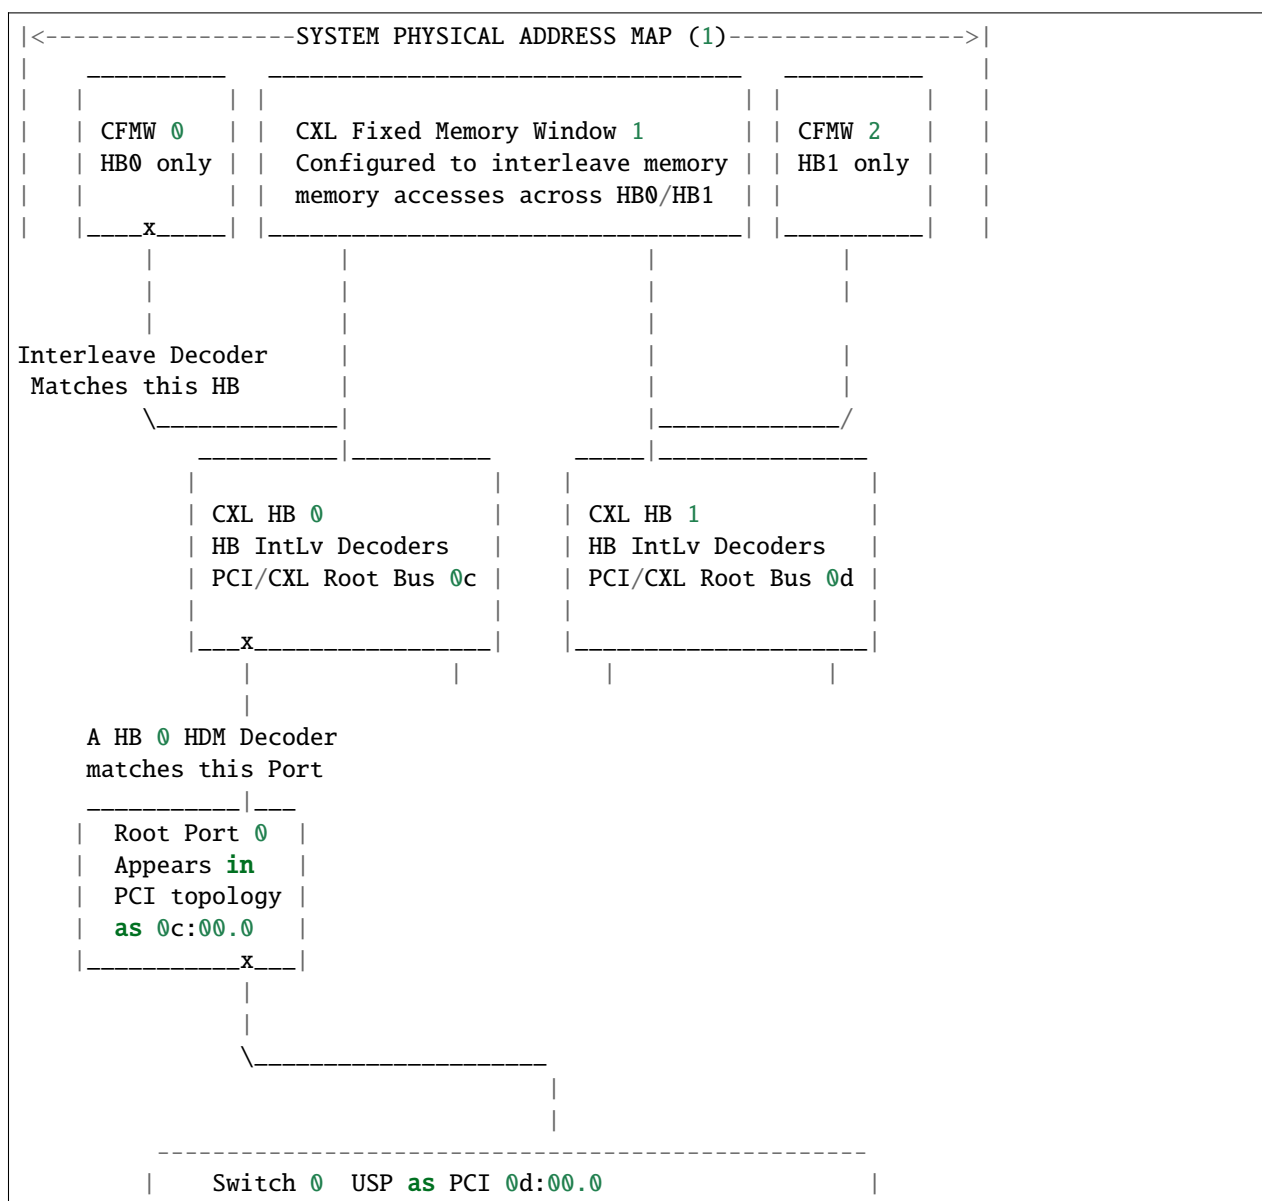 |<------------------SYSTEM PHYSICAL ADDRESS MAP (1)----------------->|
CFMW 0 CXL Fixed Memory Window 1 CFMW 2
HB0 only Configured to interleave memory HB1 only
memory accesses across HB0/HB1
x
Interleave Decoder
Matches this HB
CXL HB 0 CXL HB 1
HB IntLv Decoders HB IntLv Decoders
PCI/CXL Root Bus 0c PCI/CXL Root Bus 0d
x
A HB 0 HDM Decoder
matches this Port
Root Port 0
Appears in
PCI topology
as 0c:00.0
x
Switch 0 USP as PCI 0d:00.0